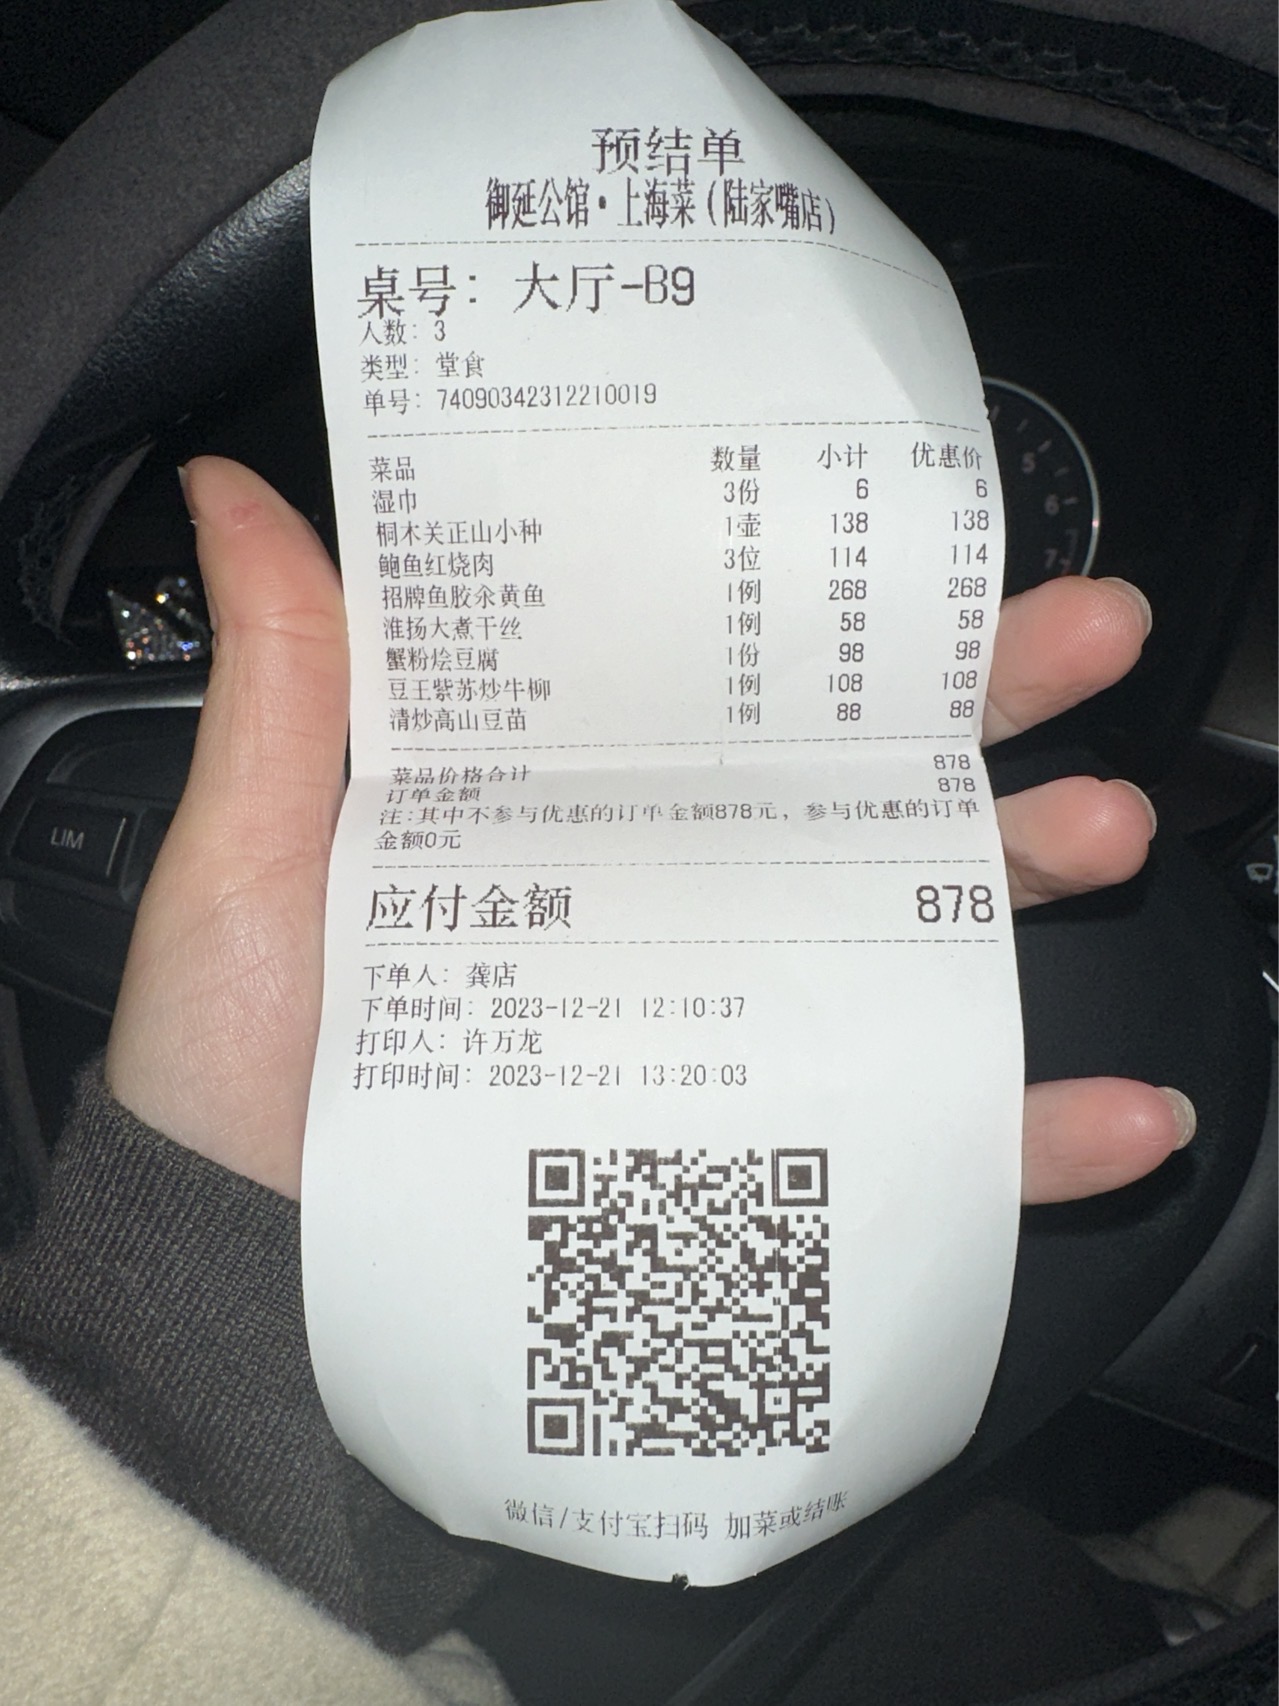 预结单
御延公馆·上海菜(陆家嘴店)
桌号: 大厅-B9
人数: 3
类型: 堂食
单号: 74090342312210019
菜品 数量 小计 优惠价
湿巾 3份 6 6
桐木关正山小种 1壶 138 138
鲍鱼红烧肉 3位 114 114
招牌鱼胶氽黄鱼 1例 268 268
淮扬大煮干丝 1例 58 58
蟹粉烩豆腐 1份 98 98
豆王紫苏炒牛柳 1例 108 108
清炒高山豆苗 1例 88 88
菜品价格合计 878
订单金额 878
注:其中不参与优惠的订单金额878元, 参与优惠的订单
金额0元
应付金额 878
下单人: 龚店
下单时间: 2023-12-21 12:10:37
打印人: 许万龙
打印时间: 2023-12-21 13:20:03
微信/支付宝扫码 加菜或结账
LIM
5
6
7